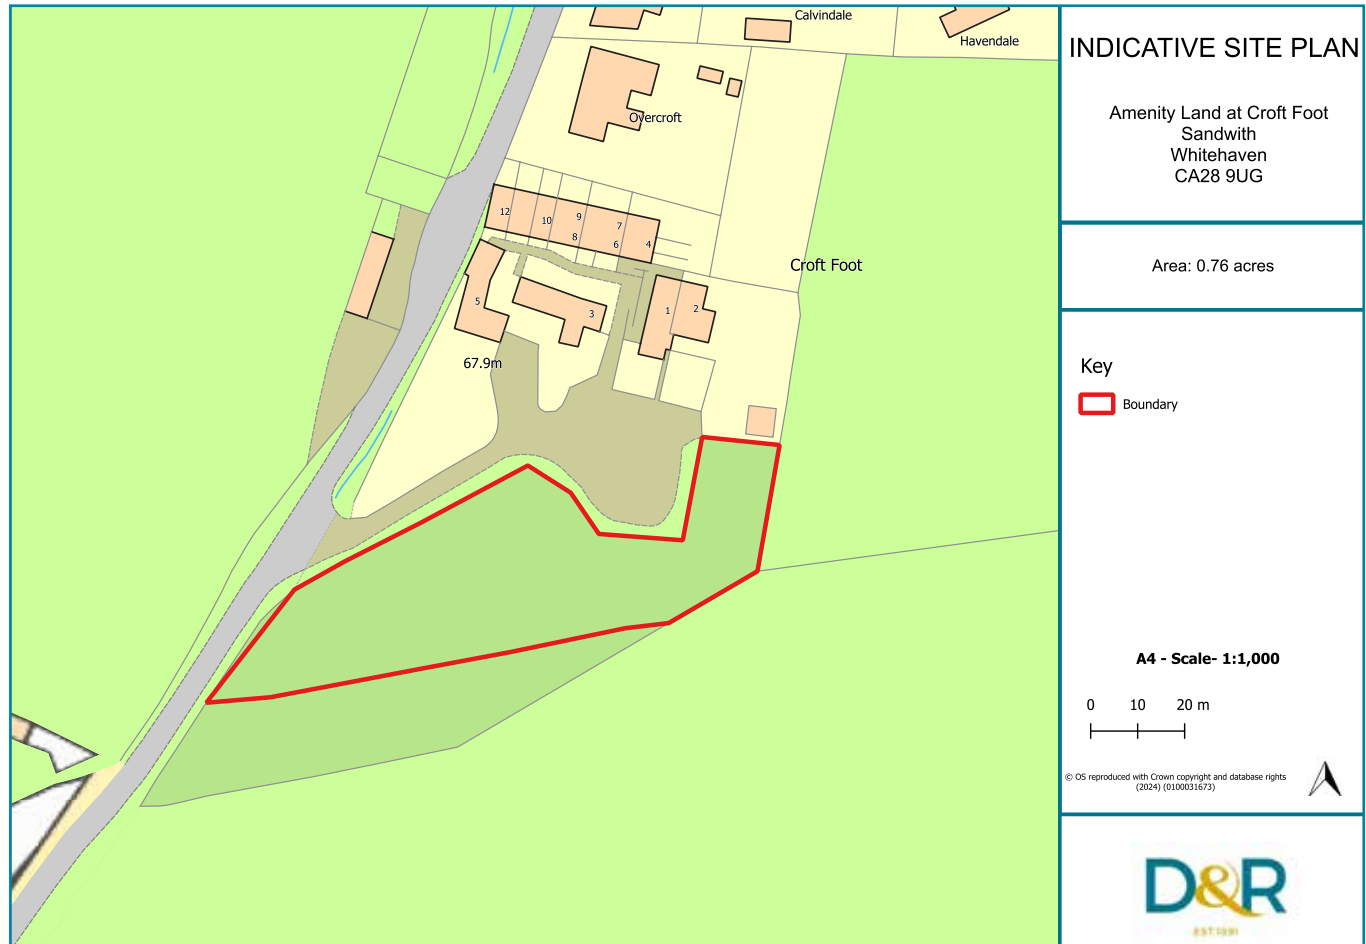 Calvindale
Havendale
Overcroft
12
10
9
8
7
6
4
Croft Foot
5
3
1
2
67.9m
INDICATIVE SITE PLAN
Amenity Land at Croft Foot
Sandwith
Whitehaven
CA28 9UG
Area: 0.76 acres
Key
Boundary
A4 - Scale- 1:1,000
0 10 20 m
© OS reproduced with Crown copyright and database rights
(2024) (0100031673)
D&R